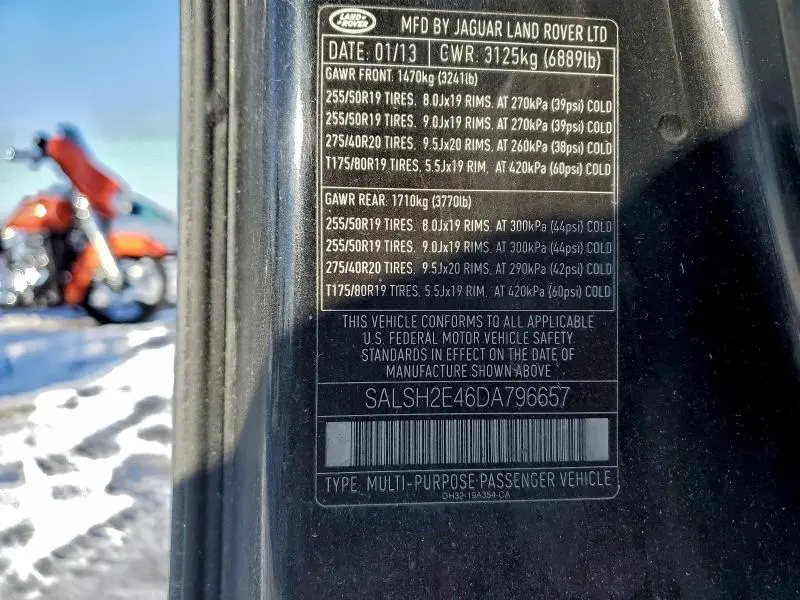 LAND ROVER
MFD BY JAGUAR LAND ROVER LTD
DATE: 01/13 GWR: 3125kg (6889lb)
GAWR FRONT: 1470kg (3241lb)
255/50R19 TIRES, 8.0Jx19 RIMS, AT 270kPa (39psi) COLD
255/50R19 TIRES, 9.0Jx19 RIMS, AT 270kPa (39psi) COLD
275/40R20 TIRES, 9.5Jx20 RIMS, AT 260kPa (38psi) COLD
T175/80R19 TIRES, 5.5Jx19 RIM, AT 420kPa (60psi) COLD
GAWR REAR: 1710kg (3770lb)
255/50R19 TIRES, 8.0Jx19 RIMS, AT 300kPa (44psi) COLD
255/50R19 TIRES, 9.0Jx19 RIMS, AT 300kPa (44psi) COLD
275/40R20 TIRES, 9.5Jx20 RIMS, AT 290kPa (42psi) COLD
T175/80R19 TIRES, 5.5Jx19 RIM, AT 420kPa (60psi) COLD
THIS VEHICLE CONFORMS TO ALL APPLICABLE
U.S. FEDERAL MOTOR VEHICLE SAFETY
STANDARDS IN EFFECT ON THE DATE OF
MANUFACTURE SHOWN ABOVE
SALSH2E46DA796657
TYPE: MULTI-PURPOSE PASSENGER VEHICLE
DH32-19A354-CA